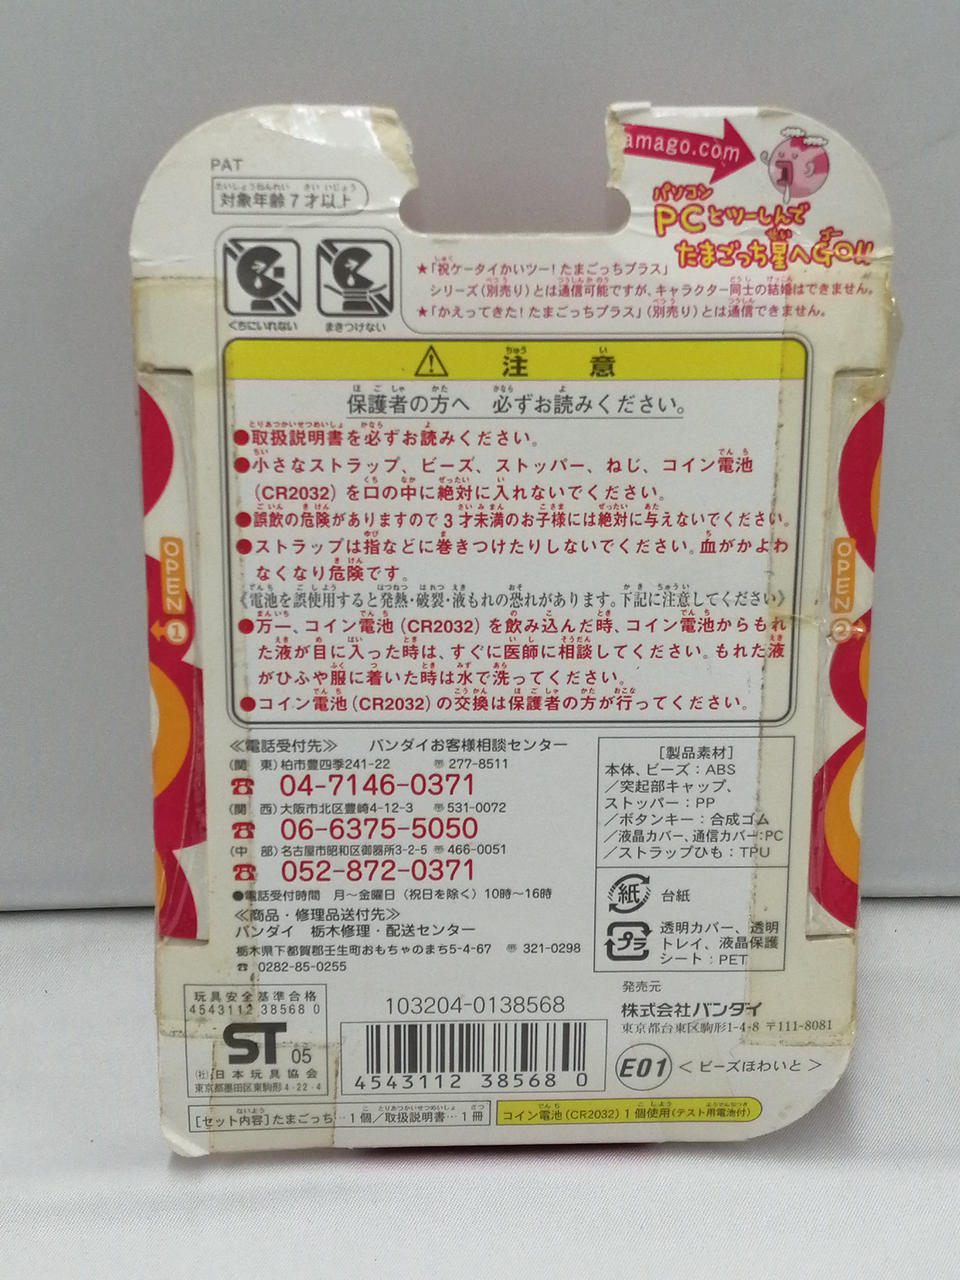 PAT
対象年齢7才以上
amago.com
PCとツーしんで
たまごっち星へGO!!
くちにいれない
まきつけない
★「祝ケータイかいツー!たまごっちプラス」
シリーズ(別売り)とは通信可能ですが、キャラクター同士の結婚はできません。
★「かえってきた!たまごっちプラス」(別売り)とは通信できません。
注意
保護者の方へ 必ずお読みください。
●取扱説明書を必ずお読みください。
●小さなストラップ、ビーズ、ストッパー、ねじ、コイン電池
(CR2032)を口の中に絶対に入れないでください。
●誤飲の危険がありますので3才未満のお子様には絶対に与えないでください。
●ストラップは指などに巻きつけたりしないでください。血がかよわ
なくなり危険です。
《電池を誤使用すると発熱・破裂・液もれの恐れがあります。下記に注意してください》
●万一、コイン電池(CR2032)を飲み込んだ時、コイン電池からもれ
た液が目に入った時は、すぐに医師に相談してください。もれた液
がひふや服に着いた時は水で洗ってください。
●コイン電池(CR2032)の交換は保護者の方が行ってください。
OPEN
1
OPEN
2
≪電話受付先≫ バンダイお客様相談センター
(関 東)柏市豊四季241-22 〒277-8511
☎ 04-7146-0371
(関 西)大阪市北区豊崎4-12-3 〒531-0072
☎ 06-6375-5050
(中 部)名古屋市昭和区御器所3-2-5 〒466-0051
☎ 052-872-0371
●電話受付時間 月〜金曜日(祝日を除く)10時〜16時
≪商品・修理品送付先≫
バンダイ 栃木修理・配送センター
栃木県下都賀郡壬生町おもちゃのまち5-4-67 〒321-0298
☎ 0282-85-0255
[製品素材]
本体、ビーズ:ABS
/突起部キャップ、
ストッパー:PP
/ボタンキー:合成ゴム
/液晶カバー、通信カバー:PC
/ストラップひも:TPU
紙
台紙
プラ
透明カバー、透明
トレイ、液晶保護
シート:PET
玩具安全基準合格
4543112 38568 0
ST 05
(社)日本玩具協会
東京都墨田区東駒形4-22-4
103204-0138568
4543112 38568 0
発売元
株式会社バンダイ
東京都台東区駒形1-4-8 〒111-8081
E01
<ビーズほわいと>
[セット内容]たまごっち…1個/取扱説明書…1冊
コイン電池(CR2032)1個使用(テスト用電池付)